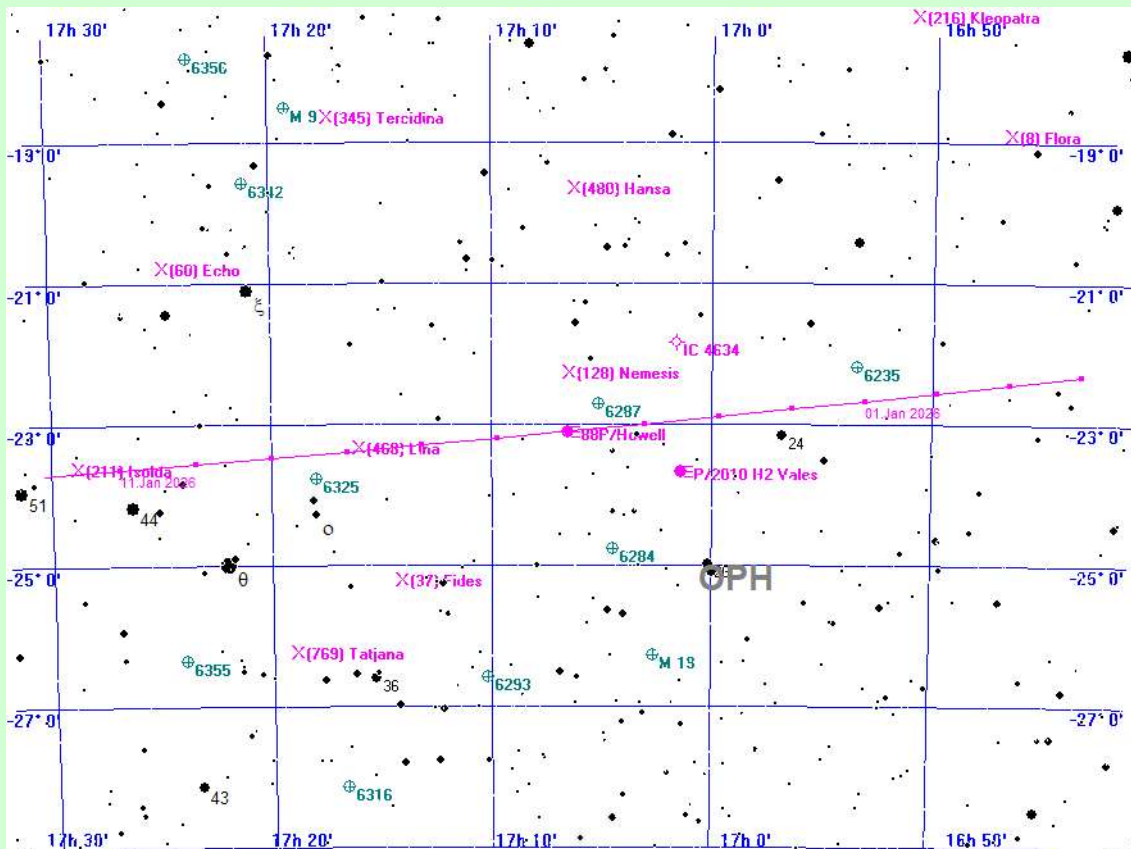 17h 30'
17h 20'
17h 10'
17h 0'
(216) Kleopatra
16h 50'
6356
M 9
(345) Tercidina
(8) Flora
-19° 0'
-19° 0'
6342
(480) Hansa
(60) Echo
-21° 0'
-21° 0'
ξ
IC 4634
(128) Nemesis
6235
6287
01.Jan 2026
-23° 0'
88P/Howell
-23° 0'
24
(468) Lina
(211) Isolda
P/2010 H2 Vales
11.Jan 2026
6325
51
44
ο
6284
-25° 0'
θ
(37) Fides
OPH
-25° 0'
(769) Tatjana
6355
M 19
36
6293
-27° 0'
-27° 0'
43
6316
17h 30'
17h 20'
17h 10'
17h 0'
16h 50'